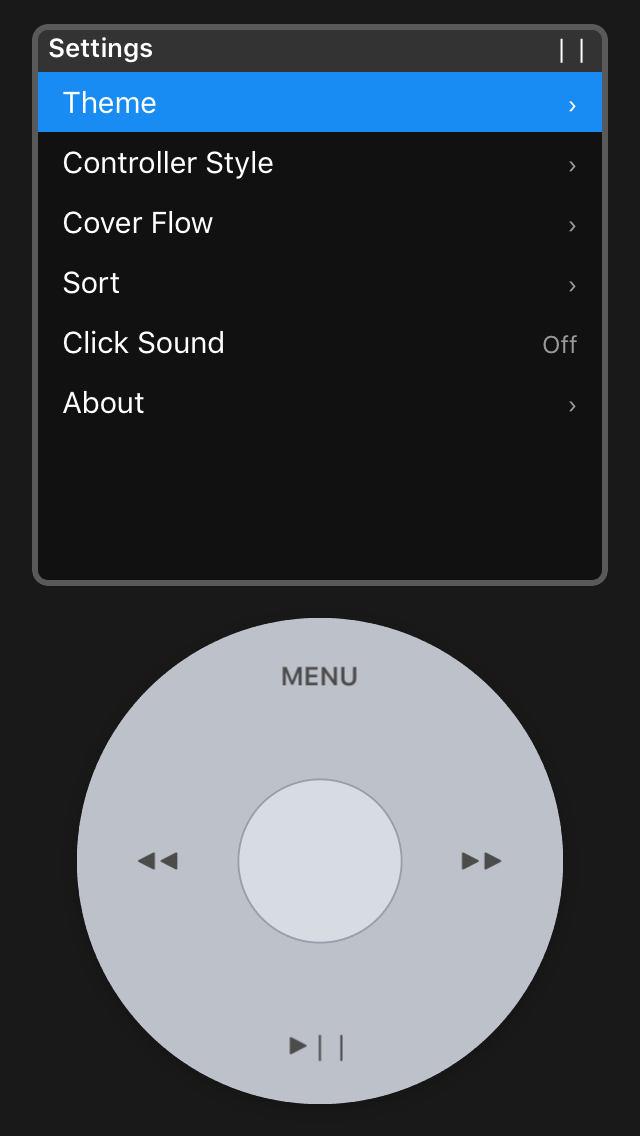 Settings
Theme
Controller Style
Cover Flow
Sort
Click Sound Off
About
MENU